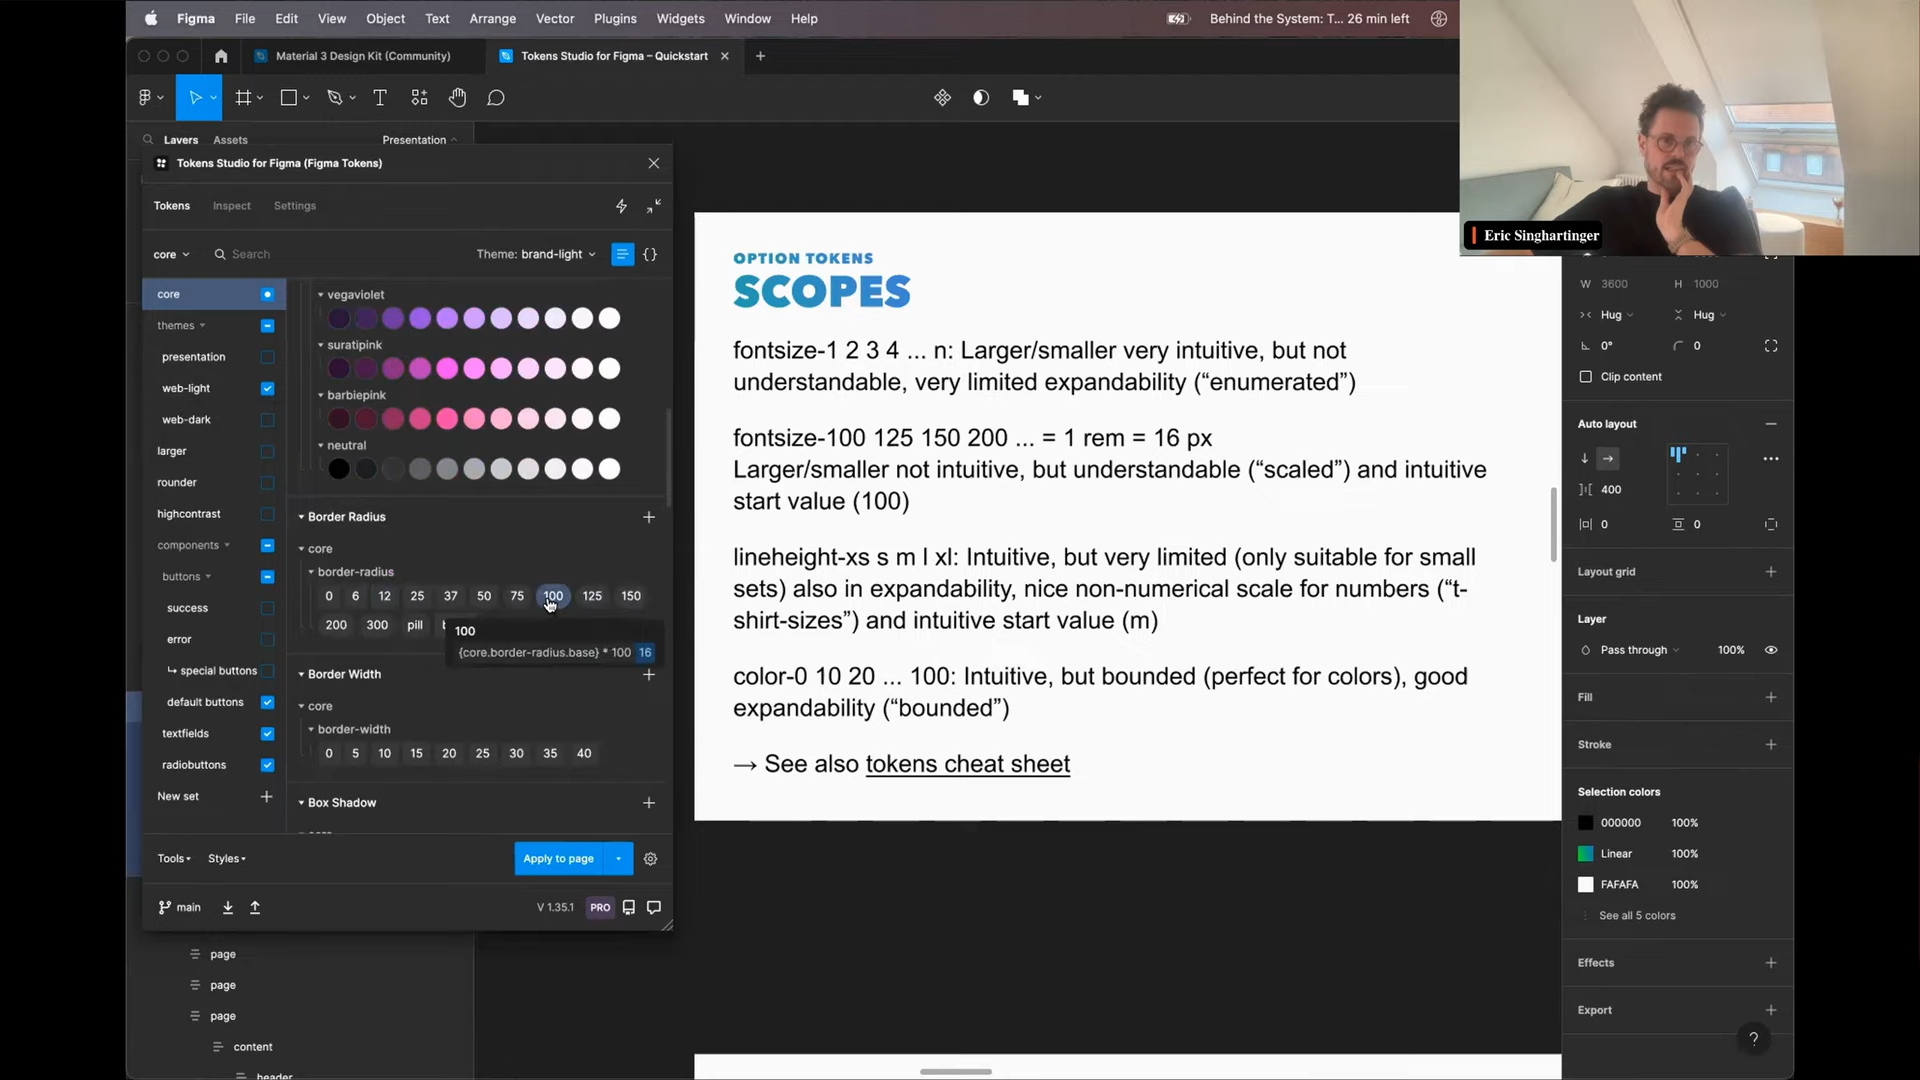 Figma File Edit View Object Text Arrange Vector Plugins Widgets Window Help
Behind the System: T... 26 min left
Material 3 Design Kit (Community)
Tokens Studio for Figma – Quickstart
Layers Assets Presentation
Tokens Studio for Figma (Figma Tokens)
Tokens Inspect Settings
core Search Theme: brand-light {}
core
themes
presentation
web-light
web-dark
larger
rounder
highcontrast
components
buttons
success
error
↳ special buttons
default buttons
textfields
radiobuttons
New set
vegaviolet
suratipink
barbiepink
neutral
Border Radius
core
border-radius
0 6 12 25 37 50 75 100 125 150
200 300 pill
100
{core.border-radius.base} * 100 16
Border Width
core
border-width
0 5 10 15 20 25 30 35 40
Box Shadow
Tools Styles Apply to page
main V 1.35.1 PRO
page
page
page
content
header
OPTION TOKENS
SCOPES
fontsize-1 2 3 4 ... n: Larger/smaller very intuitive, but not
understandable, very limited expandability (“enumerated”)
fontsize-100 125 150 200 ... = 1 rem = 16 px
Larger/smaller not intuitive, but understandable (“scaled”) and intuitive
start value (100)
lineheight-xs s m l xl: Intuitive, but very limited (only suitable for small
sets) also in expandability, nice non-numerical scale for numbers (“t-
shirt-sizes”) and intuitive start value (m)
color-0 10 20 ... 100: Intuitive, but bounded (perfect for colors), good
expandability (“bounded”)
→ See also tokens cheat sheet
Eric Singhartinger
W 3600 H 1000
Hug Hug
0° 0
Clip content
Auto layout
400
0 0
Layout grid
Layer
Pass through 100%
Fill
Stroke
Selection colors
000000 100%
Linear 100%
FAFAFA 100%
See all 5 colors
Effects
Export
?